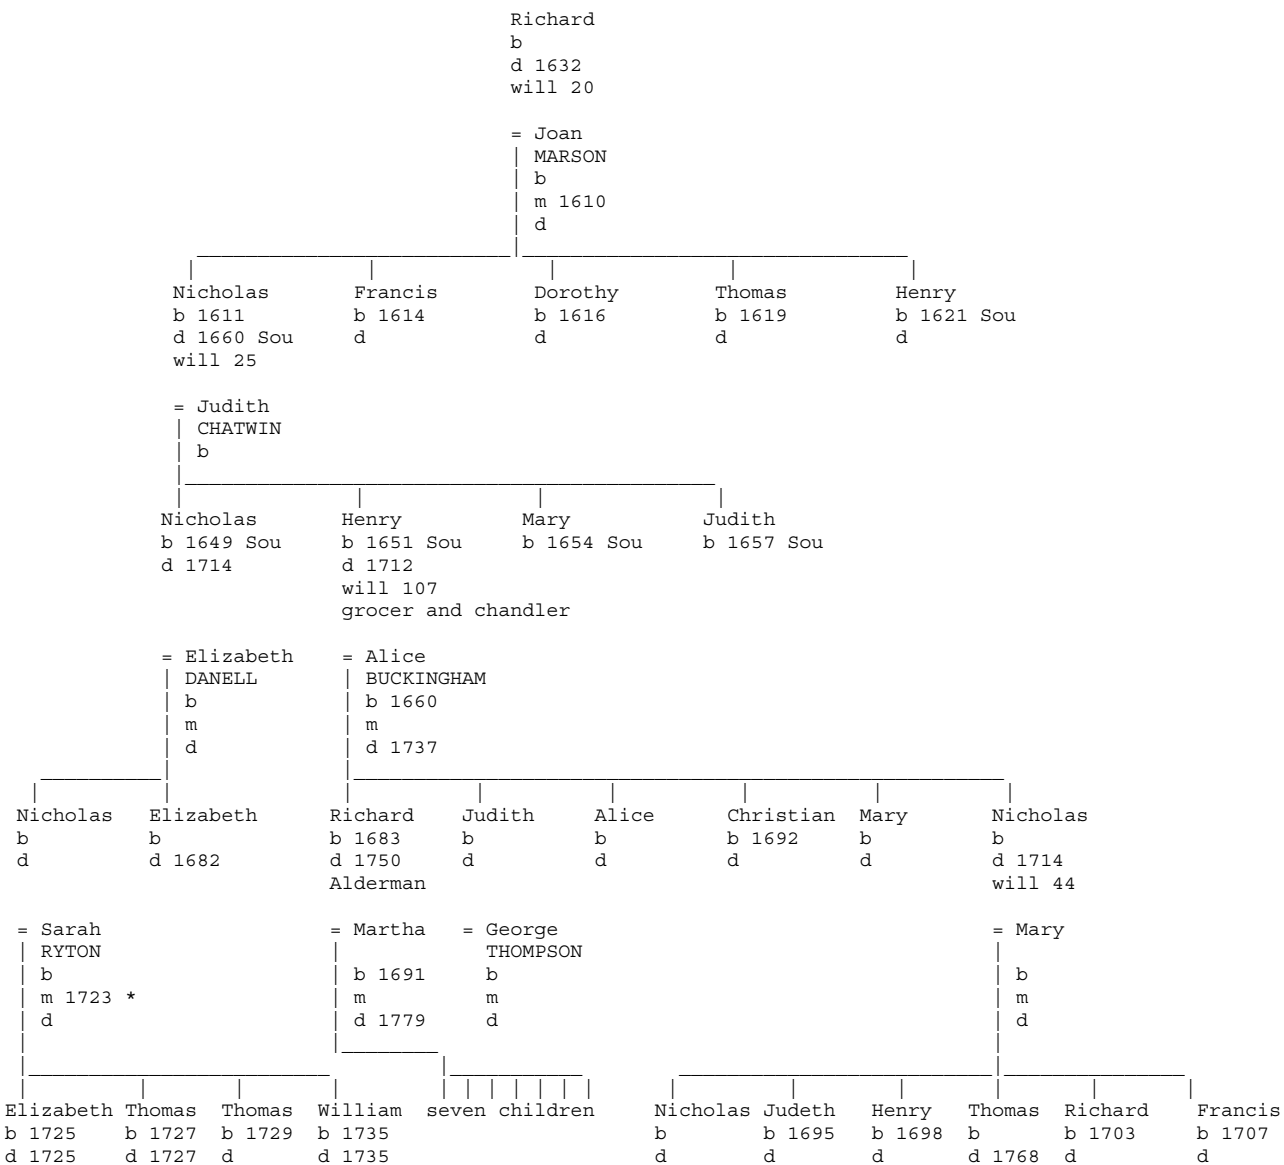 Richard
b
d 1632
will 20
= Joan
MARSON
b
m 1610
d
Nicholas Francis Dorothy Thomas Henry
b 1611 b 1614 b 1616 b 1619 b 1621 Sou
d 1660 Sou d d d d
will 25
= Judith
CHATWIN
b
Nicholas Henry Mary Judith
b 1649 Sou b 1651 Sou b 1654 Sou b 1657 Sou
d 1714 d 1712
will 107
grocer and chandler
= Elizabeth = Alice
DANELL BUCKINGHAM
b b 1660
m m
d d 1737
Nicholas Elizabeth Richard Judith Alice Christian Mary Nicholas
b b b 1683 b b b 1692 b b
d d 1682 d 1750 d d d d d 1714
Alderman will 44
= Sarah = Martha = George = Mary
RYTON THOMPSON
b b 1691 b b
m 1723 * m m m
d d 1779 d d
Elizabeth Thomas Thomas William seven children Nicholas Judeth Henry Thomas Richard Francis
b 1725 b 1727 b 1729 b 1735 b b 1695 b 1698 b b 1703 b 1707
d 1725 d 1727 d d 1735 d d d d 1768 d d